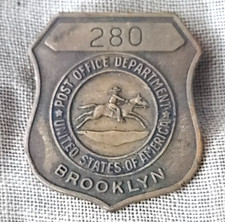 280
POST OFFICE DEPARTMENT
UNITED STATES OF AMERICA
BROOKLYN